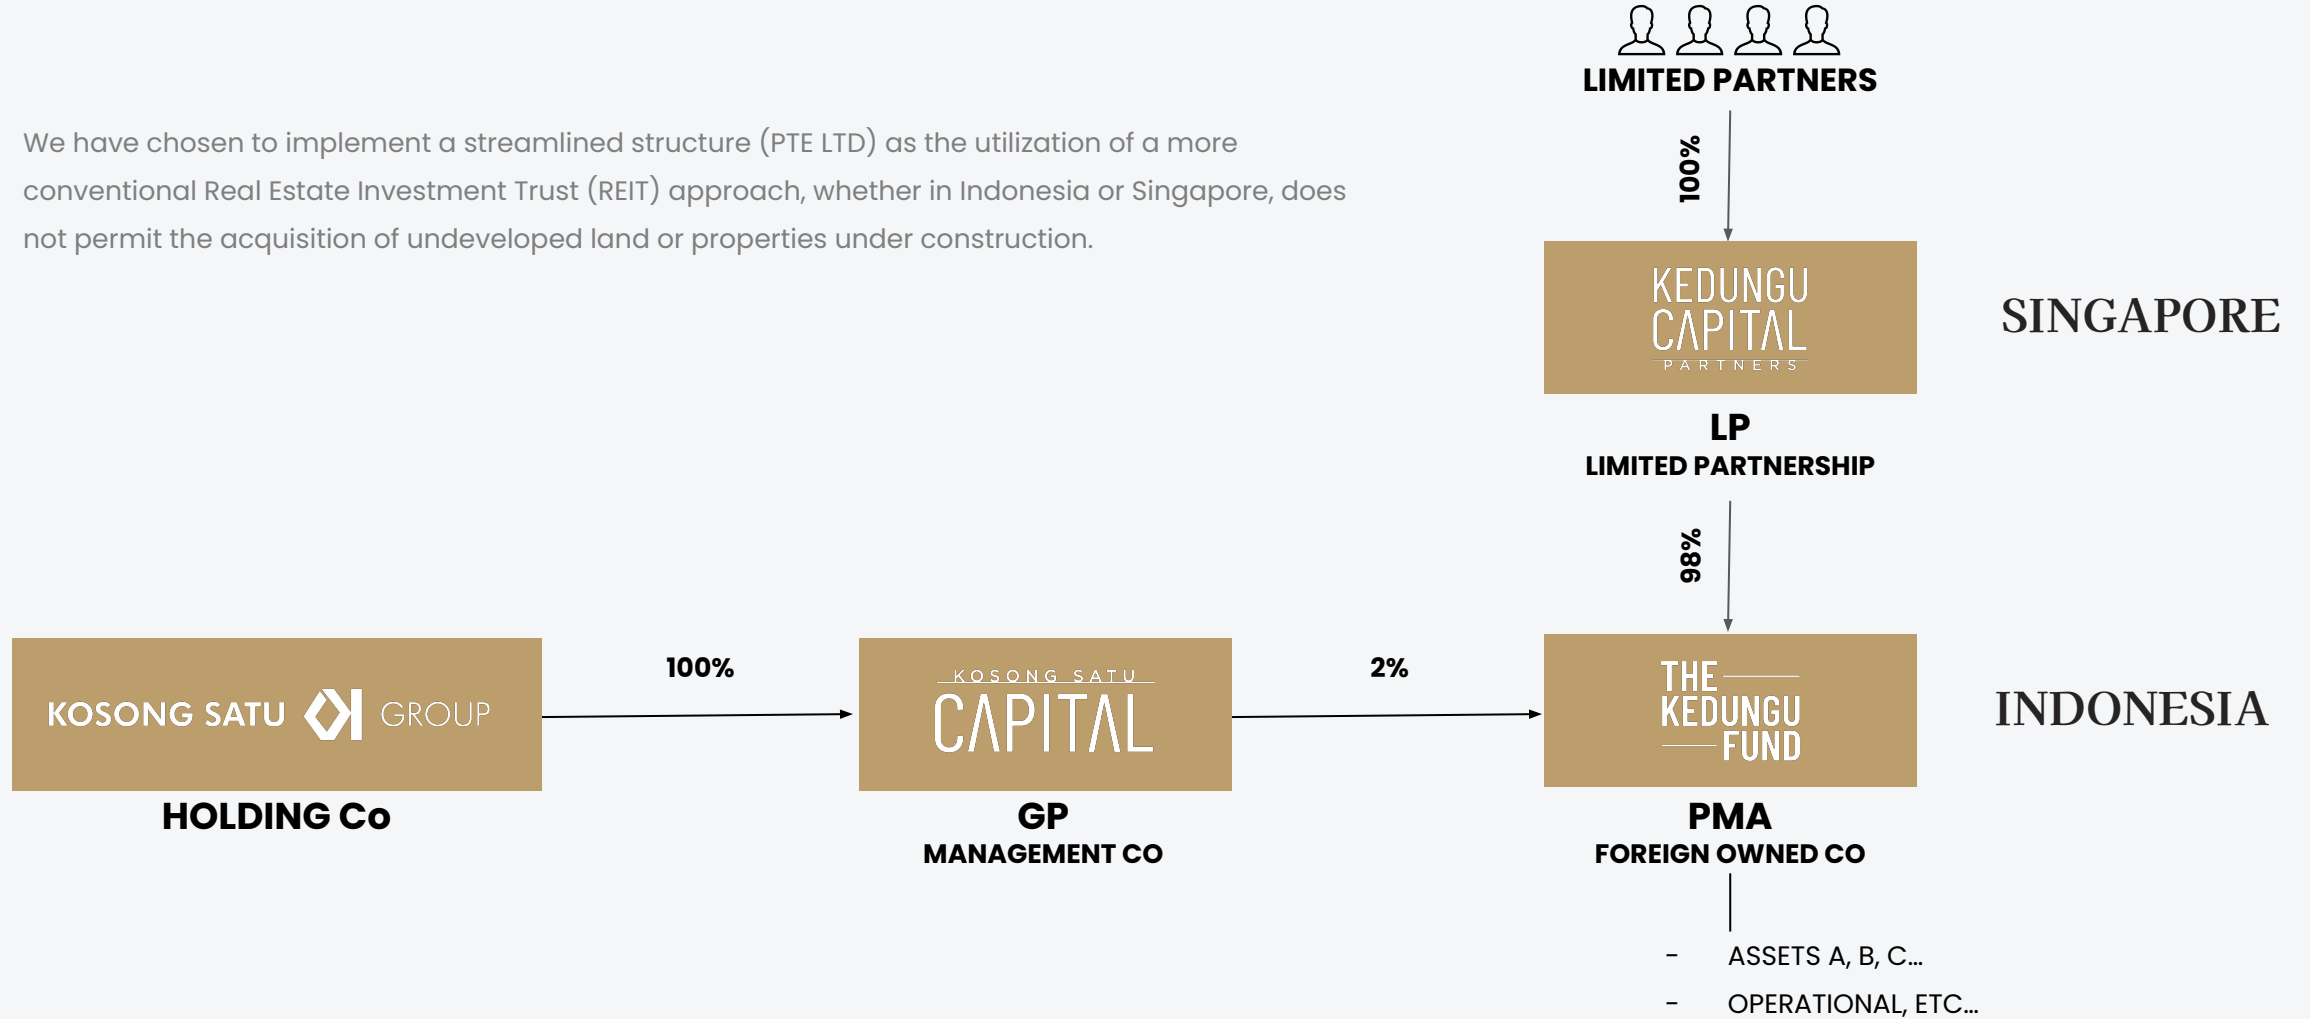 LIMITED PARTNERS
We have chosen to implement a streamlined structure (PTE LTD) as the utilization of a more
conventional Real Estate Investment Trust (REIT) approach, whether in Indonesia or Singapore, does
not permit the acquisition of undeveloped land or properties under construction.
100%
KEDUNGU
CAPITAL
PARTNERS
SINGAPORE
LP
LIMITED PARTNERSHIP
98%
KOSONG SATU GROUP
HOLDING Co
100%
KOSONG SATU
CAPITAL
GP
MANAGEMENT CO
2%
THE
KEDUNGU
FUND
INDONESIA
PMA
FOREIGN OWNED CO
- ASSETS A, B, C...
- OPERATIONAL, ETC...